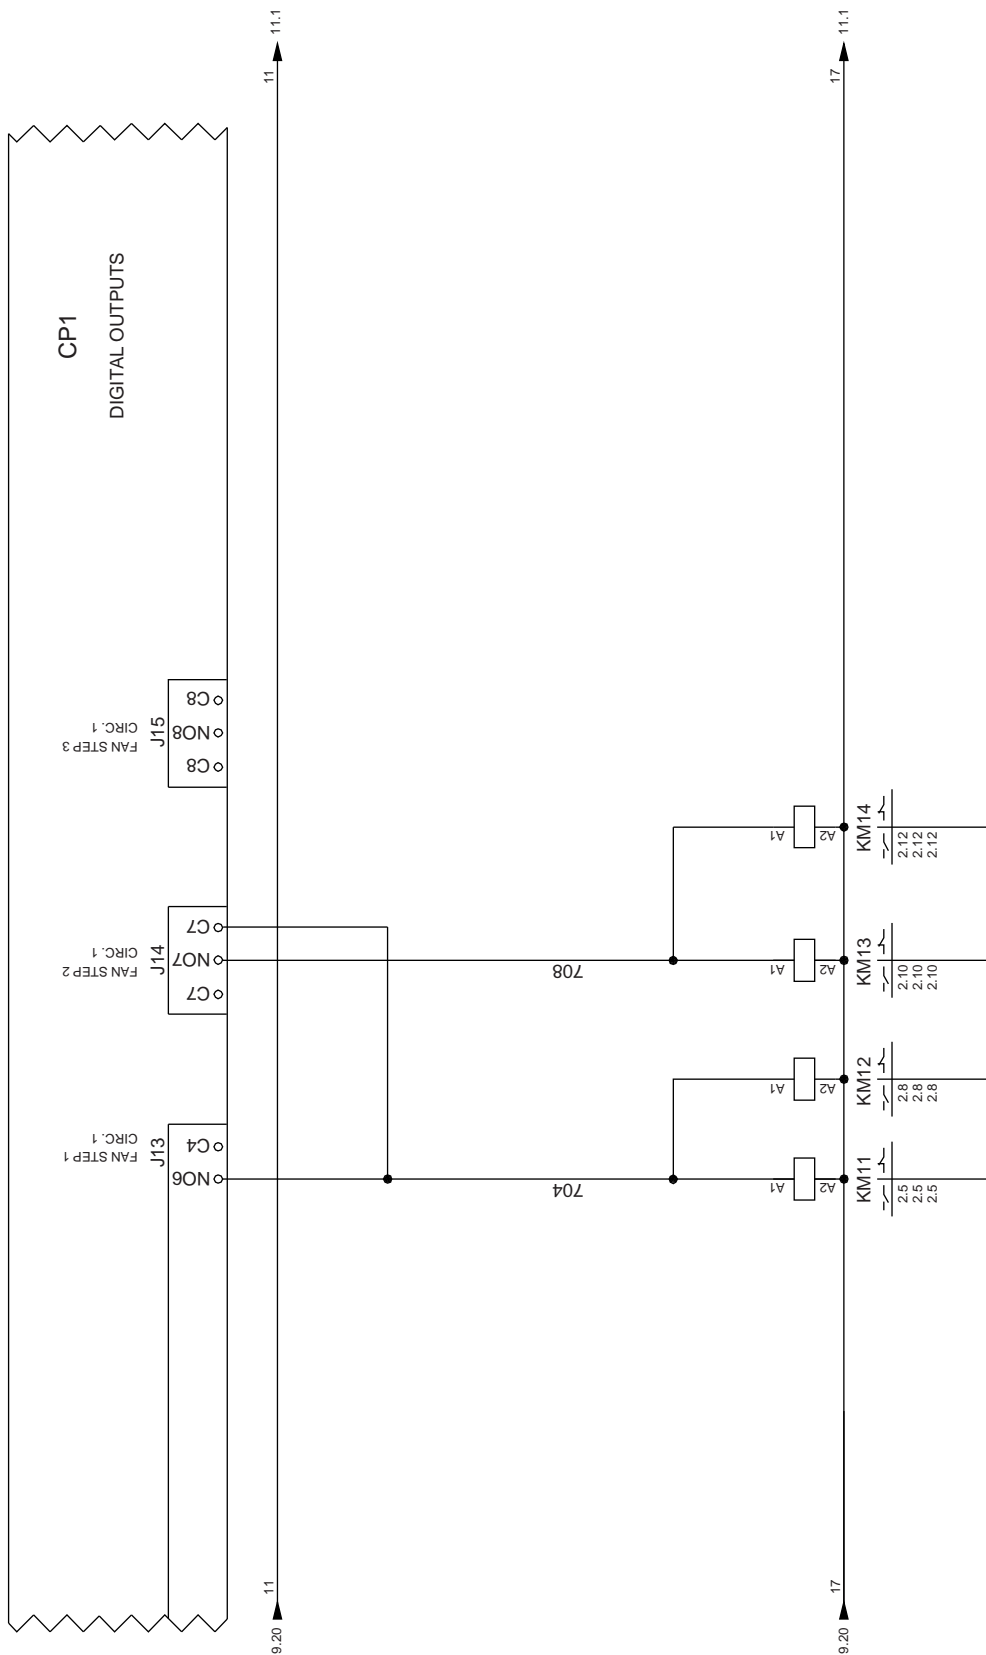 CP1
DIGITAL OUTPUTS
FAN STEP 1
CIRC. 1
J13
NO6
C4
FAN STEP 2
CIRC. 1
J14
C7
NO7
C7
FAN STEP 3
CIRC. 1
J15
C8
NO8
C8
9.20
11
11
11.1
704
708
A1
A2
A1
A2
A1
A2
A1
A2
9.20
17
17
11.1
KM11
2.5
2.5
2.5
KM12
2.8
2.8
2.8
KM13
2.10
2.10
2.10
KM14
2.12
2.12
2.12